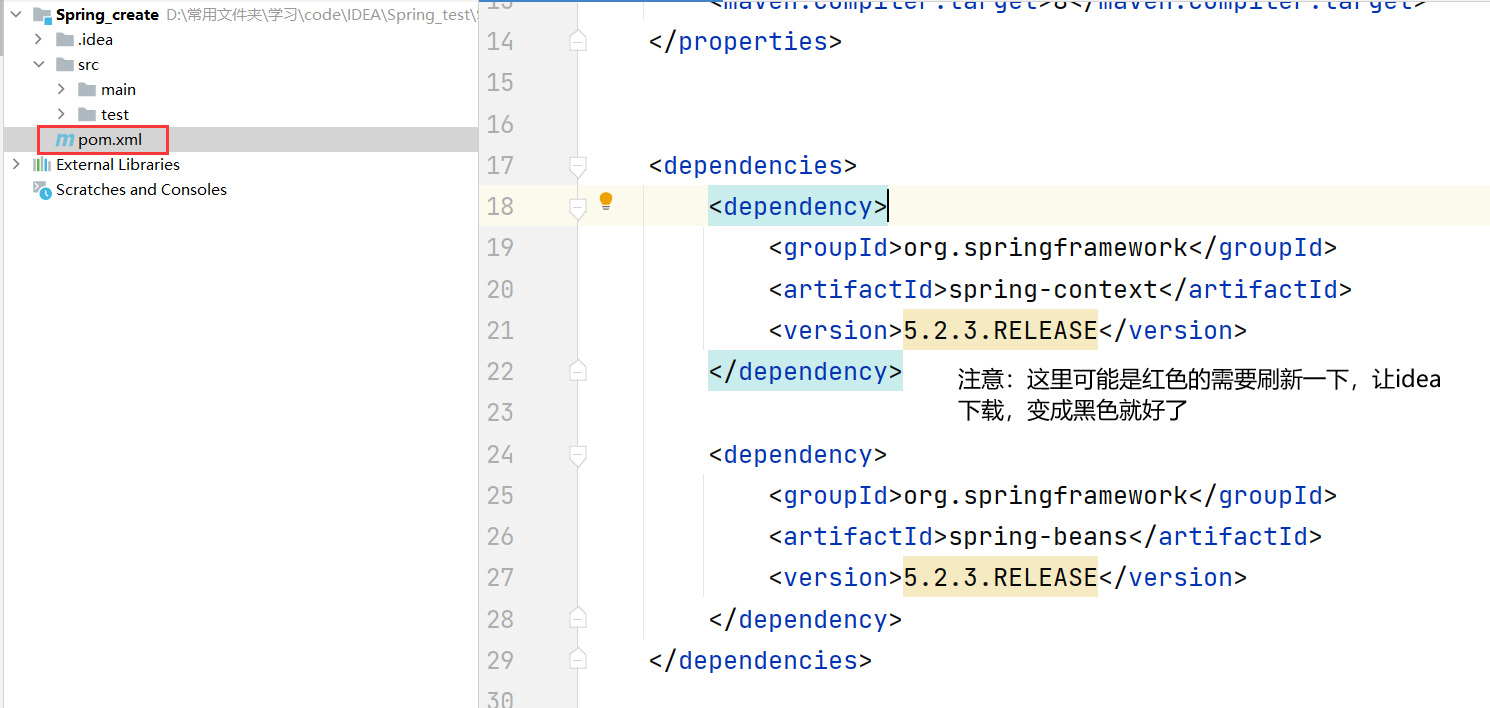 Spring_create D:\常用文件夹\学习\code\IDEA\Spring_test\
.idea
src
main
test
pom.xml
External Libraries
Scratches and Consoles
13 <maven.compiler.target>8</maven.compiler.target>
14 </properties>
15
16
17 <dependencies>
18 <dependency>
19 <groupId>org.springframework</groupId>
20 <artifactId>spring-context</artifactId>
21 <version>5.2.3.RELEASE</version>
22 </dependency>
注意：这里可能是红色的需要刷新一下，让idea
下载，变成黑色就好了
23
24 <dependency>
25 <groupId>org.springframework</groupId>
26 <artifactId>spring-beans</artifactId>
27 <version>5.2.3.RELEASE</version>
28 </dependency>
29 </dependencies>
30